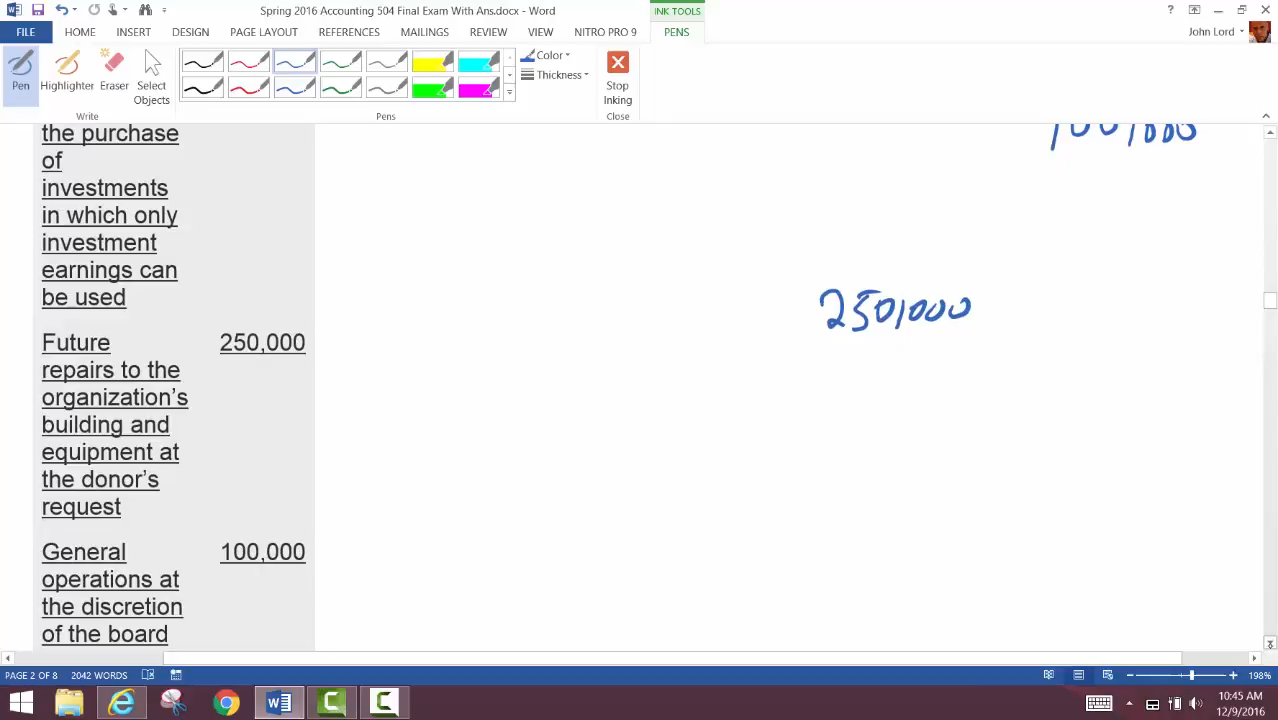 Spring 2016 Accounting 504 Final Exam With Ans.docx - Word
INK TOOLS
?
FILE HOME INSERT DESIGN PAGE LAYOUT REFERENCES MAILINGS REVIEW VIEW NITRO PRO 9 PENS
John Lord
Pen Highlighter Eraser Select Objects
Color
Thickness
Stop Inking
Write Pens Close
the purchase
of
investments
in which only
investment
earnings can
be used
250,000
Future 250,000
repairs to the
organization's
building and
equipment at
the donor's
request
General 100,000
operations at
the discretion
of the board
PAGE 2 OF 8 2042 WORDS 198%
10:45 AM
12/9/2016